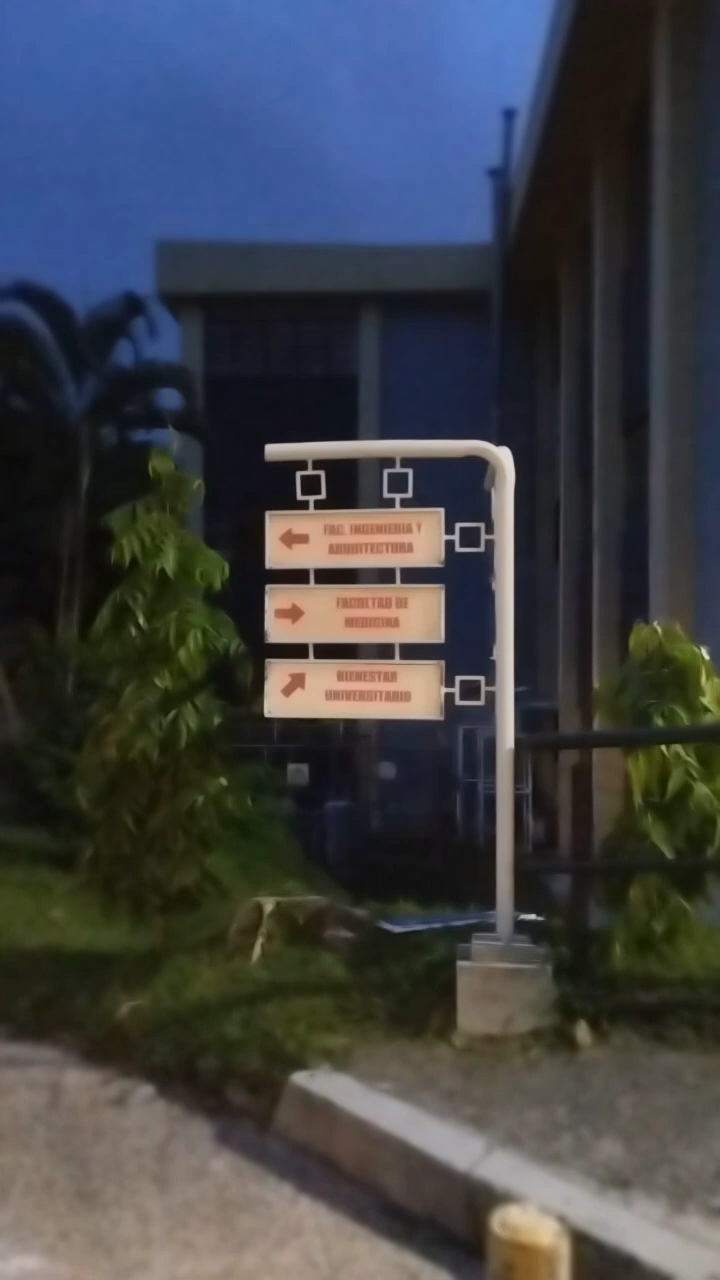 FAC. INGENIERIA Y
ARQUITECTURA
FACULTAD DE
MEDICINA
BIENESTAR
UNIVERSITARIO